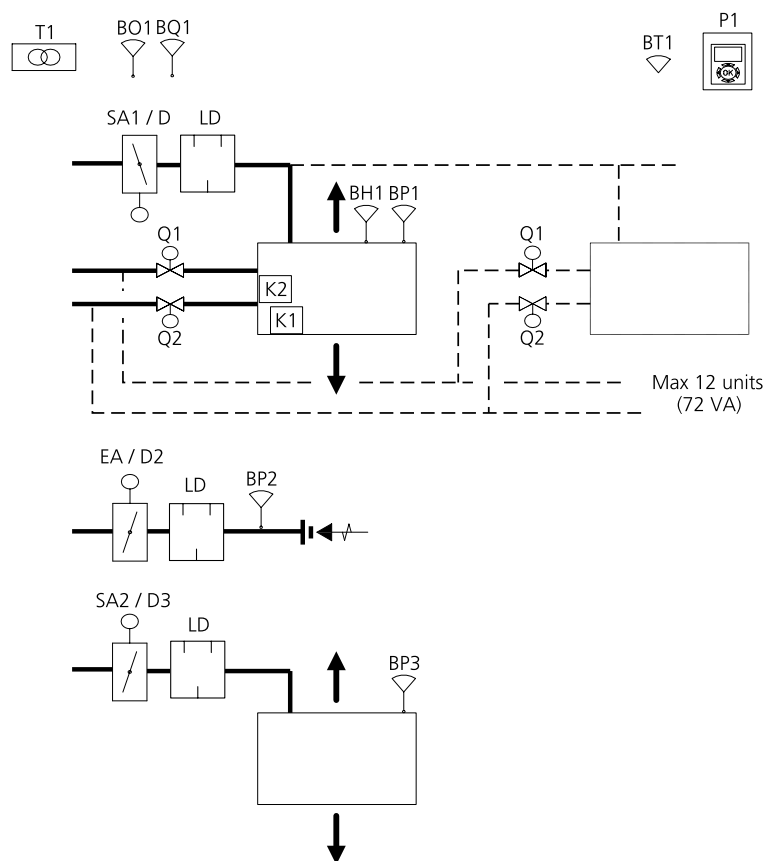 T1
BO1 BQ1
BT1
P1
OK
SA1 / D
LD
BH1 BP1
Q1
Q1
K2
K1
Q2
Q2
Max 12 units
(72 VA)
EA / D2
LD
BP2
SA2 / D3
LD
BP3